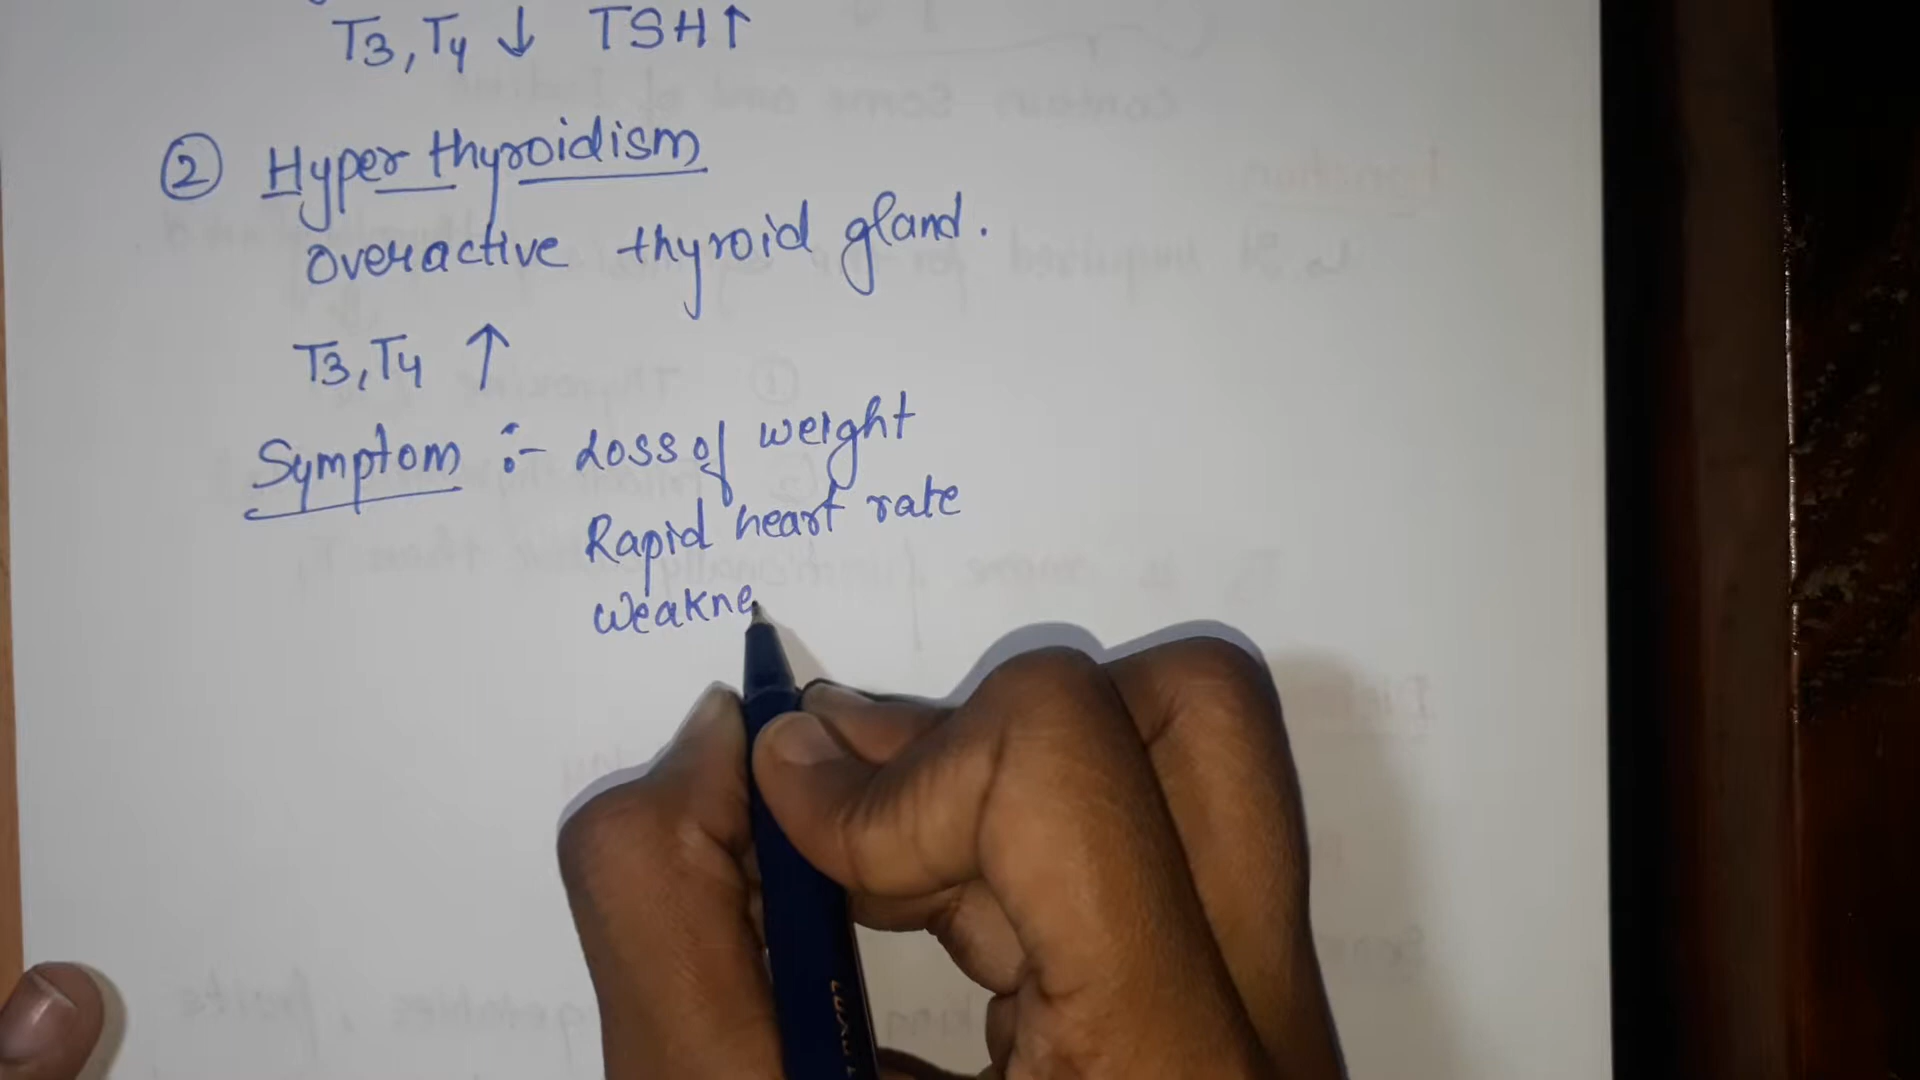 T3, T4 ↓ TSH ↑
② Hyperthyroidism
overactive thyroid gland.
T3, T4 ↑
Symptom :- Loss of weight
Rapid heart rate
Weakne